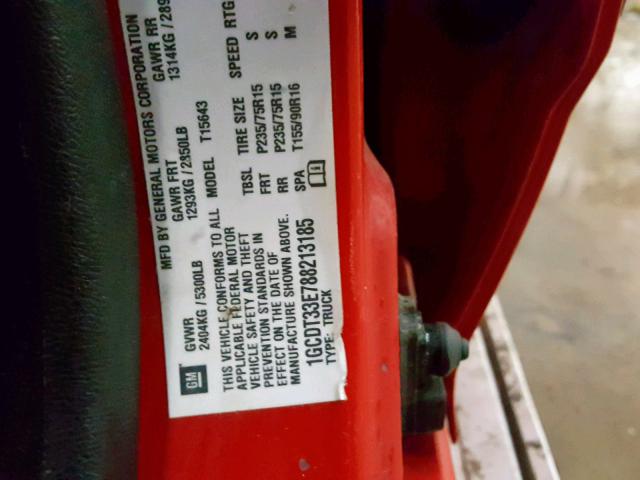 MFD BY GENERAL MOTORS CORPORATION
GVWR GAWR FRT GAWR RR
2404KG / 5300LB 1293KG / 2850LB 1314KG / 289
GM
THIS VEHICLE CONFORMS TO ALL
APPLICABLE FEDERAL MOTOR
VEHICLE SAFETY AND THEFT
PREVENTION STANDARDS IN
EFFECT ON THE DATE OF
MANUFACTURE SHOWN ABOVE.
1GCDT33E788213185
TYPE: TRUCK
MODEL T15643
TBSL TIRE SIZE SPEED RTG
FRT P235/75R15 S
RR P235/75R15 S
SPA T155/90R16 M